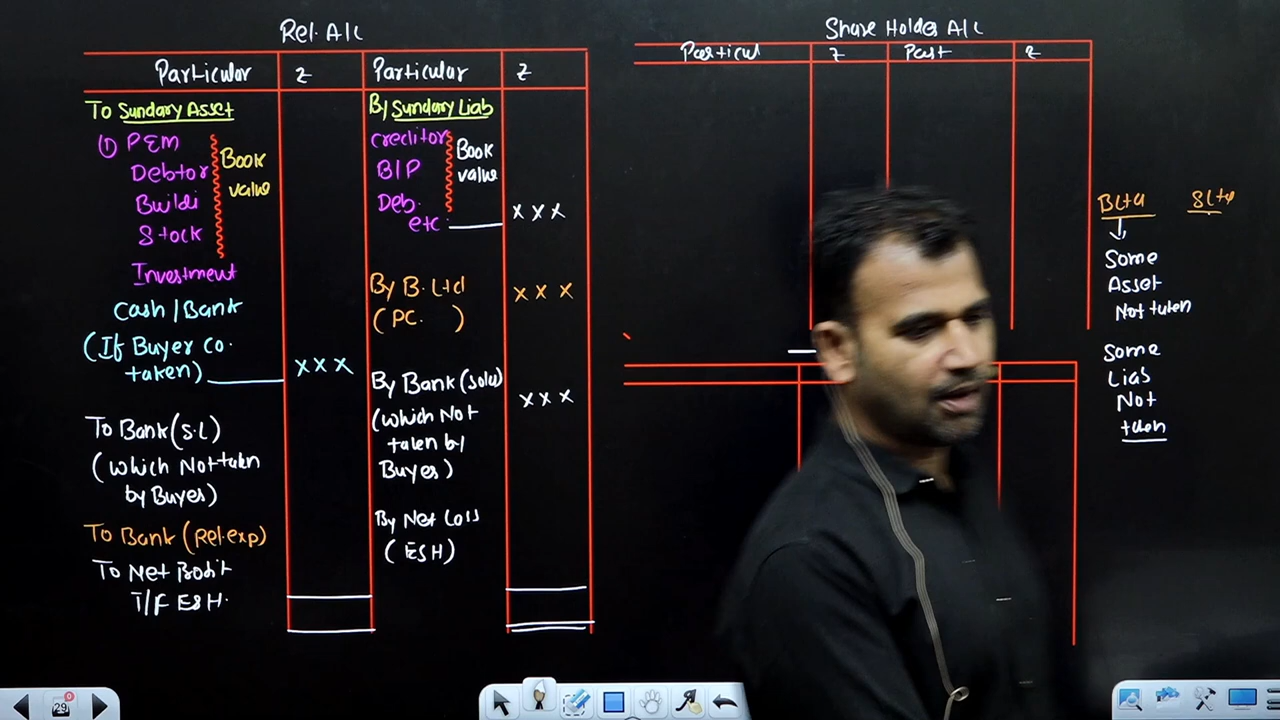 Rel. A/C
Particular ₹ Particular ₹
To Sundary Asset
① P&M
Debtor
Buildi
Stock
Book
value
Investment
Cash/Bank
(If Buyer Co.
taken) xxx
To Bank (S.L)
(which Not taken
by Buyer)
To Bank (Rel.exp)
To Net Profit
T/F ESH.
By Sundary Liab
Creditor
B/P
Deb.
etc xxx
Book
value
By B. Ltd
(PC. )
xxx
By Bank (Sold)
(which Not
taken by
Buyer)
xxx
By Net Loss
(ESH)
Share Holder A/C
Particul ₹ Part ₹
B Ltd
Some
Asset
Not taken
Some
Liab
Not
taken
29